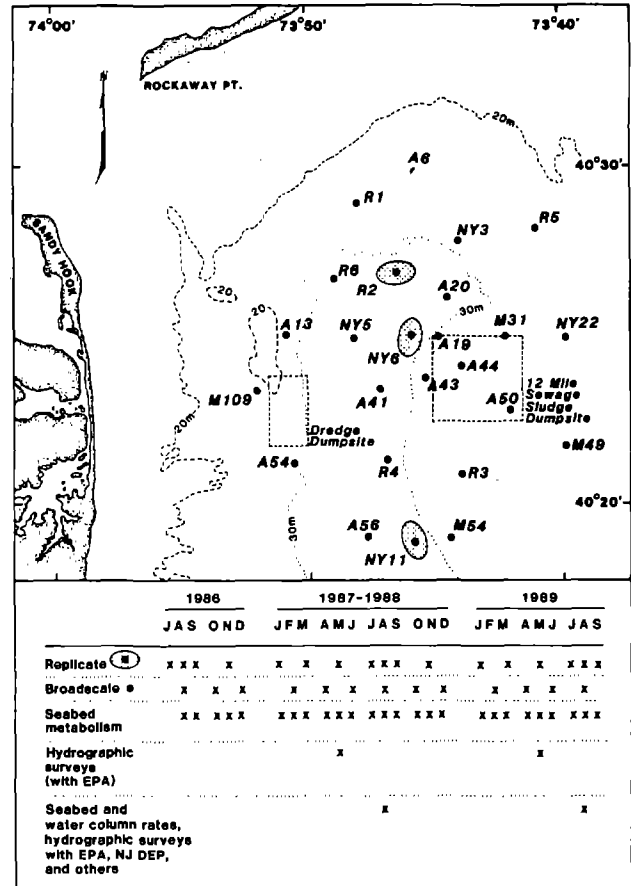 74°00′ 73°50′ 73°40′
ROCKAWAY PT.
20m
40°30′
A6
R1
R5
NY3
SANDY HOOK
R6
R2
A20
20
30m
20
A13
NY5
NY6
A19
M31
NY22
A44
M109
A43
A41
A50
12 Mile
Sewage
Sludge
Dumpsite
20m
Dredge
Dumpsite
M49
A54
R4
R3
40°20′
30m
A56
M54
NY11
1986 1987-1988 1989
JAS OND JFM AMJ JAS OND JFM AMJ JAS
Replicate x x x x x x x x x x x x x x x x x
Broadscale x x x x x x x x x x x x x
Seabed
metabolism x x x x x x x x x x x x x x x x x x x x x x x x x x
Hydrographic x x
surveys
(with EPA)
Seabed and x x
water column rates,
hydrographic surveys
with EPA, NJ DEP,
and others